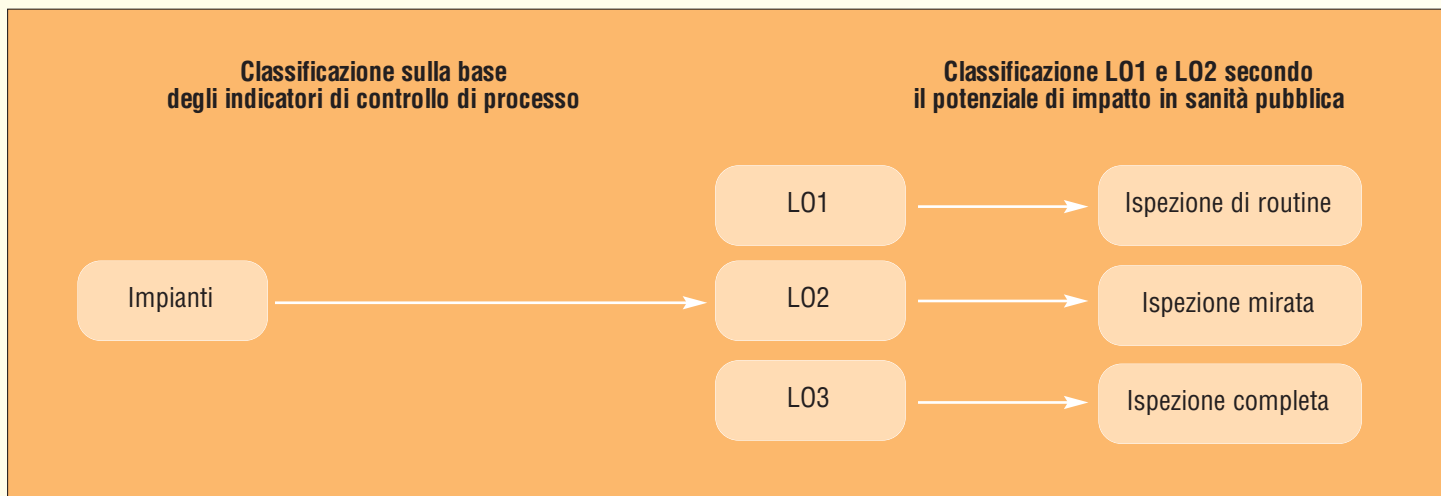 Classificazione sulla base
degli indicatori di controllo di processo
Classificazione LO1 e LO2 secondo
il potenziale di impatto in sanità pubblica
LO1
Ispezione di routine
Impianti
LO2
Ispezione mirata
LO3
Ispezione completa